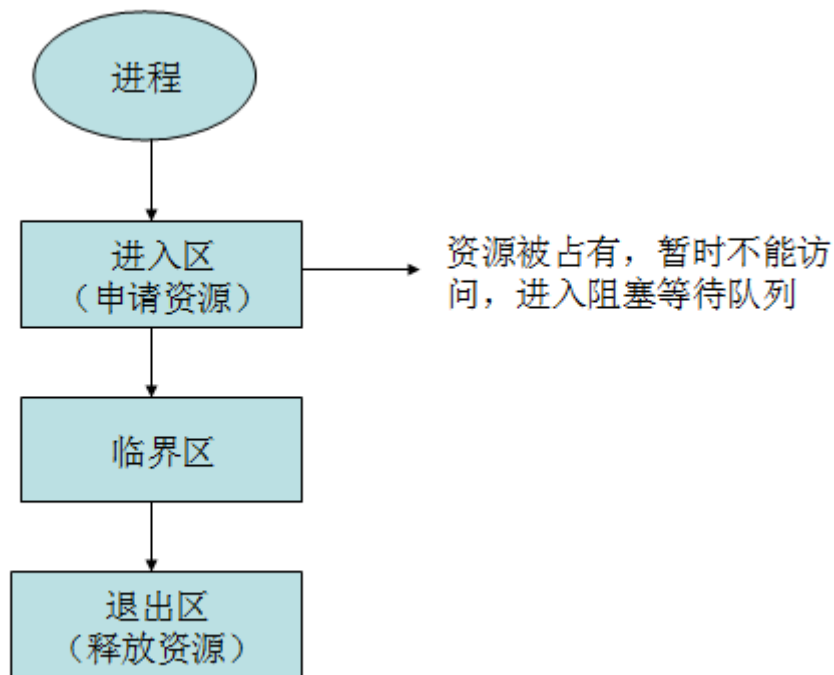 进程
进入区
（申请资源）
资源被占有，暂时不能访
问，进入阻塞等待队列
临界区
退出区
（释放资源）